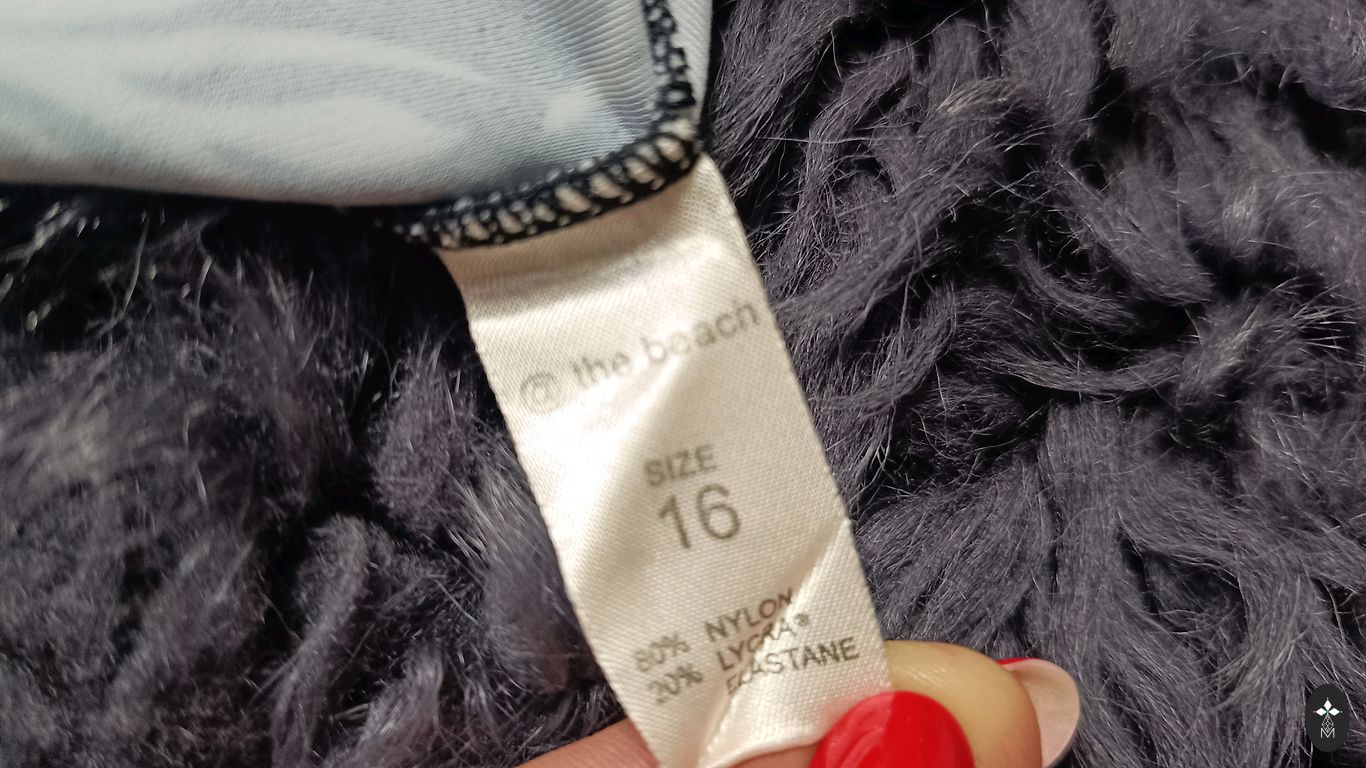 @ the beach
SIZE
16
80% NYLON
20% LYCRA®
ELASTANE
M